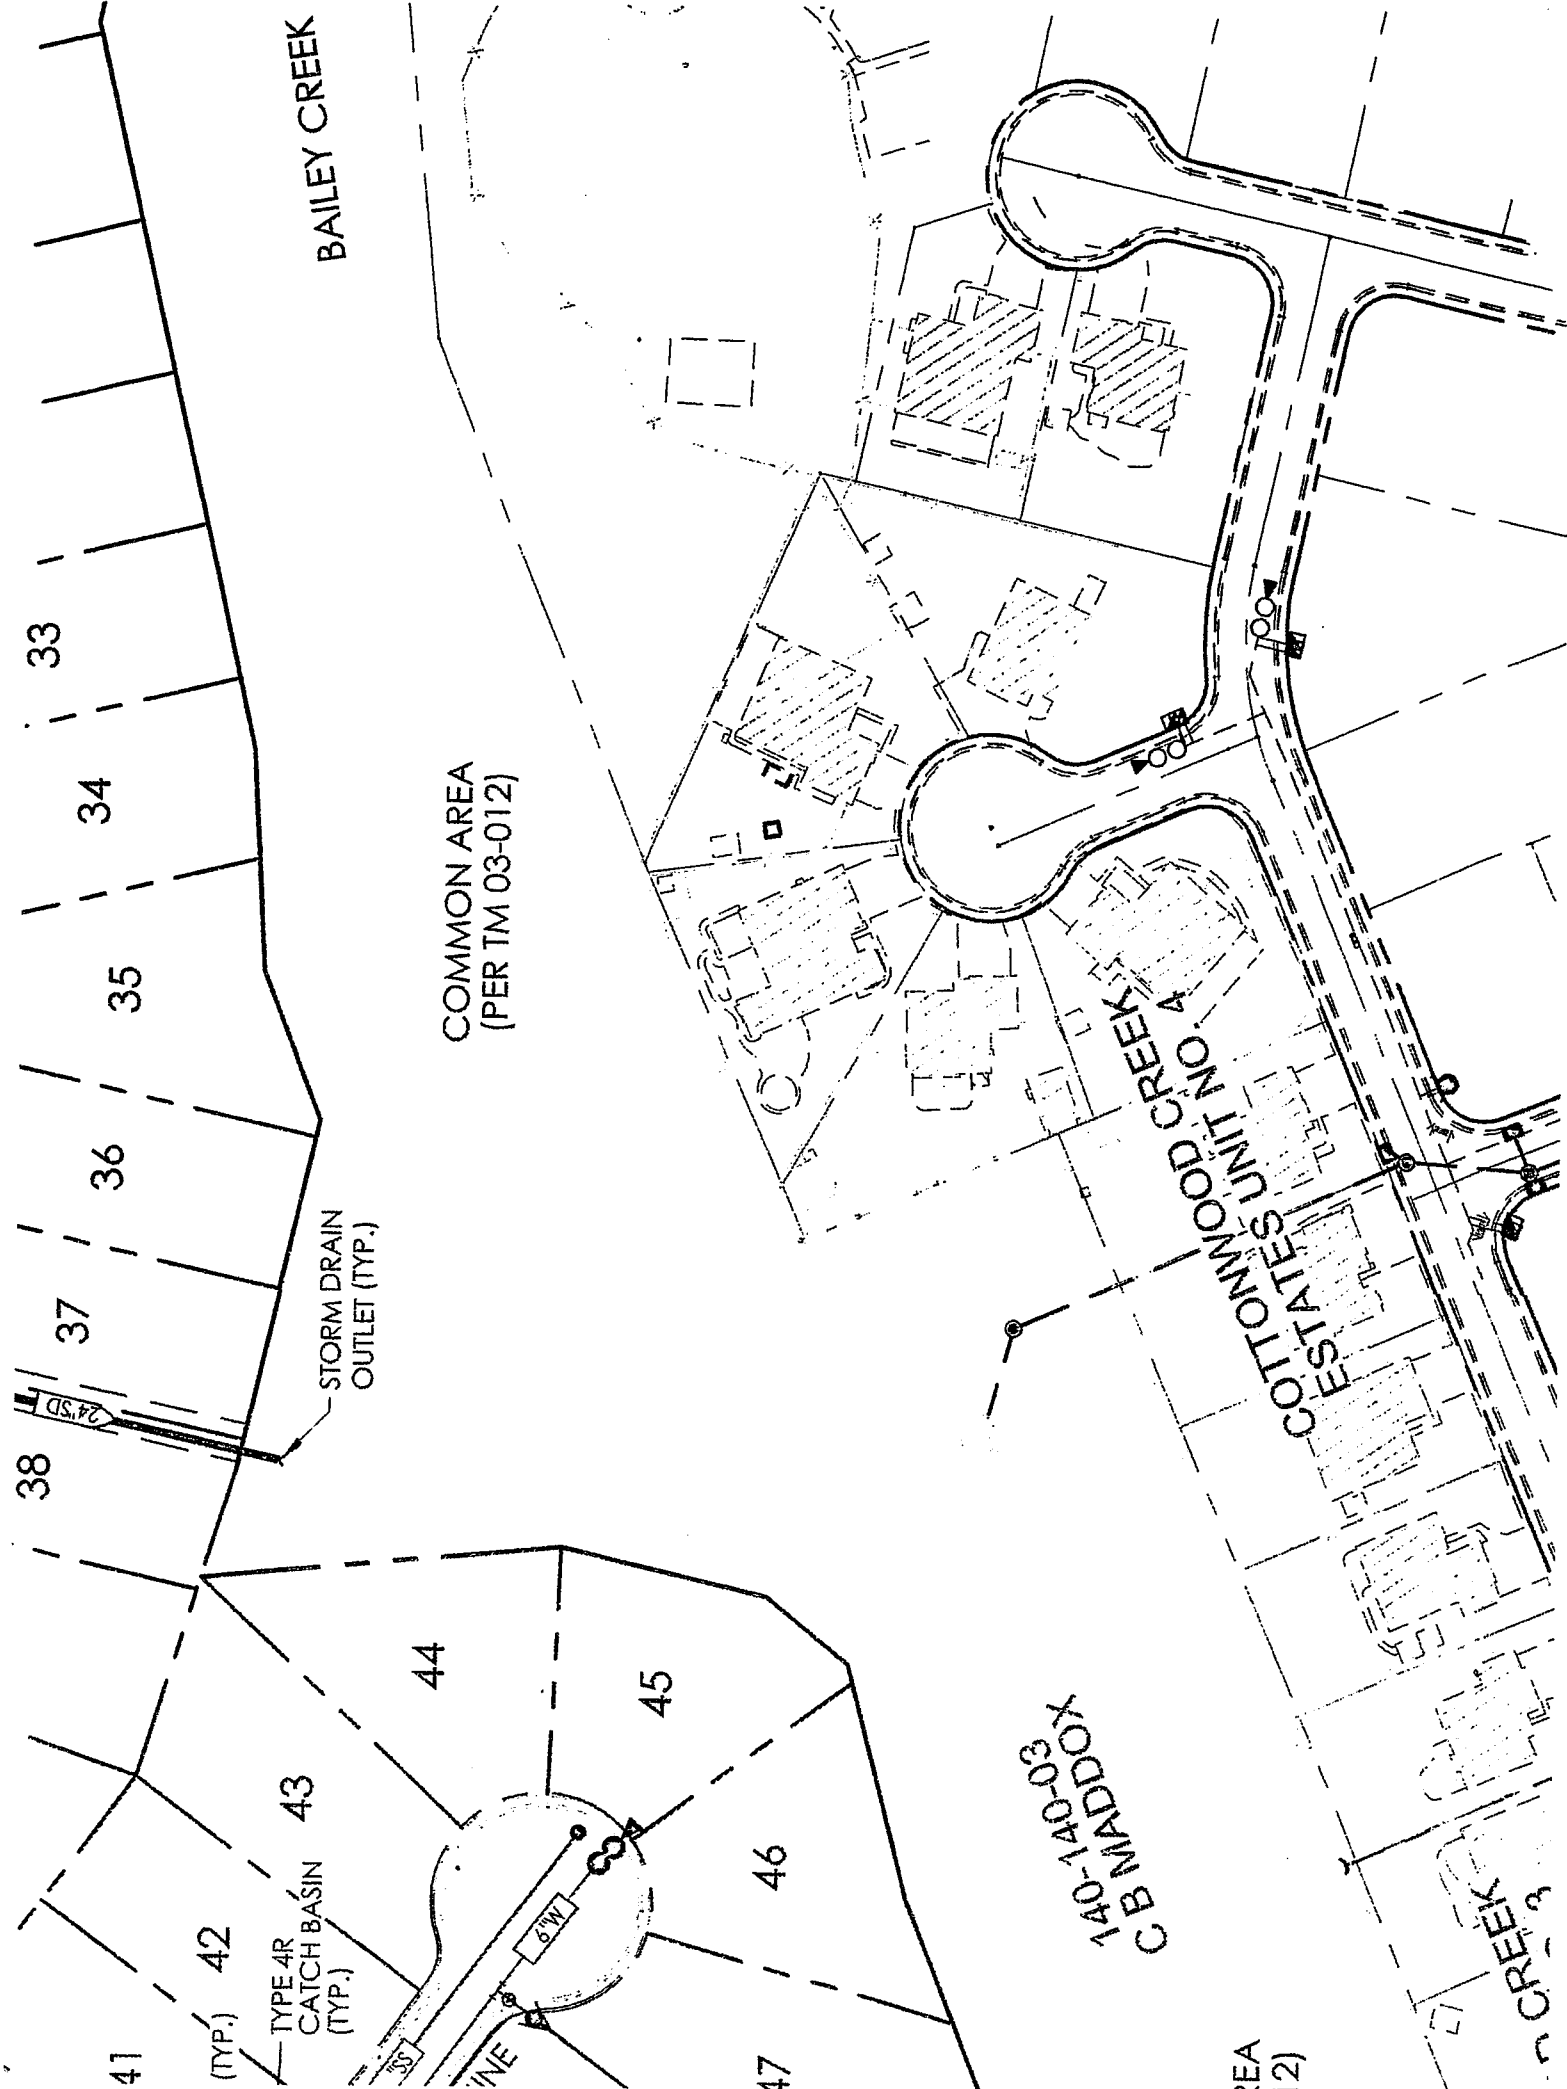 BAILEY CREEK
33
34
35
36
37
38
COMMON AREA
(PER TM 03-012)
STORM DRAIN
OUTLET (TYP.)
24"SD
COTTONWOOD CREEK
ESTATES UNIT NO. 4
44
45
43
46
42
41
47
6"W
"SS
TYPE 4R
CATCH BASIN
(TYP.)
(TYP.)
140-140-03
C B MADDOX
CREEK
3